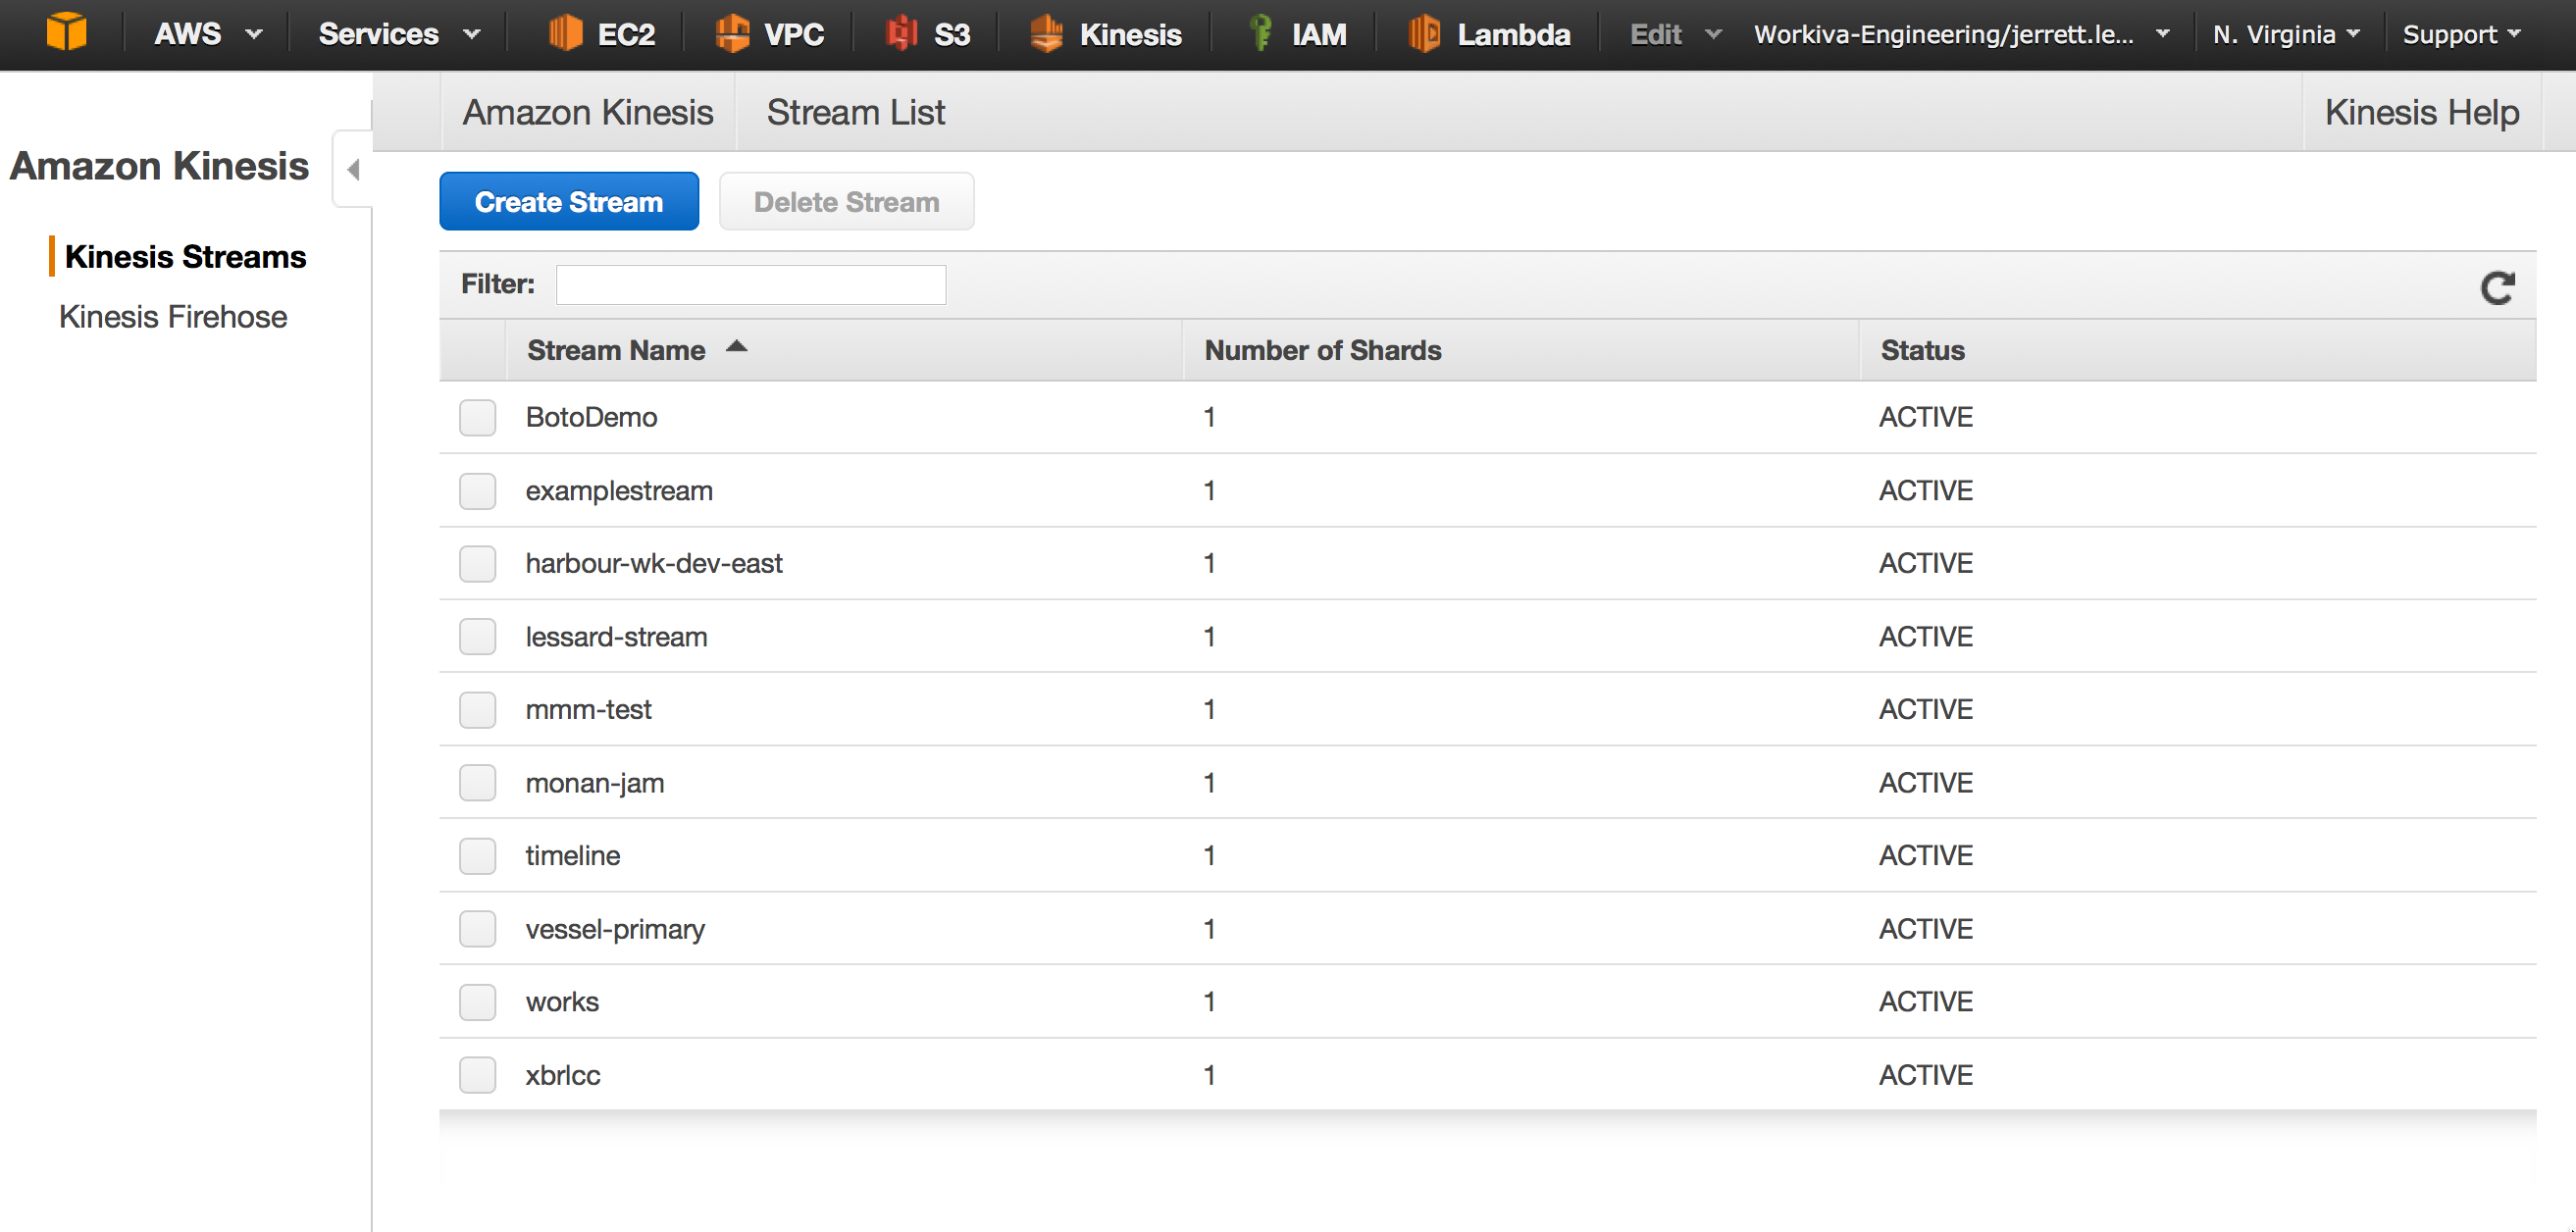 AWS Services EC2 VPC S3 Kinesis IAM Lambda Edit Workiva-Engineering/jerrett.le... N. Virginia Support
Amazon Kinesis Stream List Kinesis Help
Amazon Kinesis
Kinesis Streams
Kinesis Firehose
Create Stream Delete Stream
Filter:
Stream Name Number of Shards Status
BotoDemo 1 ACTIVE
examplestream 1 ACTIVE
harbour-wk-dev-east 1 ACTIVE
lessard-stream 1 ACTIVE
mmm-test 1 ACTIVE
monan-jam 1 ACTIVE
timeline 1 ACTIVE
vessel-primary 1 ACTIVE
works 1 ACTIVE
xbrlcc 1 ACTIVE